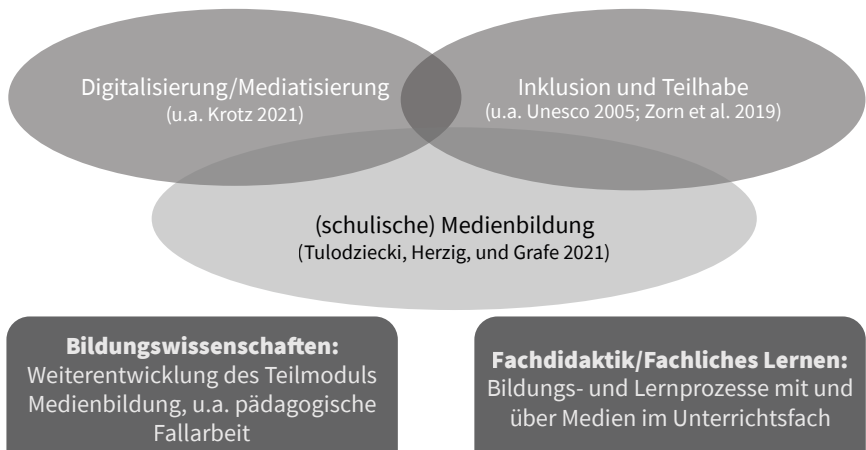 Digitalisierung/Mediatisierung
(u.a. Krotz 2021)
Inklusion und Teilhabe
(u.a. Unesco 2005; Zorn et al. 2019)
(schulische) Medienbildung
(Tulodziecki, Herzig, und Grafe 2021)
Bildungswissenschaften:
Weiterentwicklung des Teilmoduls
Medienbildung, u.a. pädagogische
Fallarbeit
Fachdidaktik/Fachliches Lernen:
Bildungs- und Lernprozesse mit und
über Medien im Unterrichtsfach